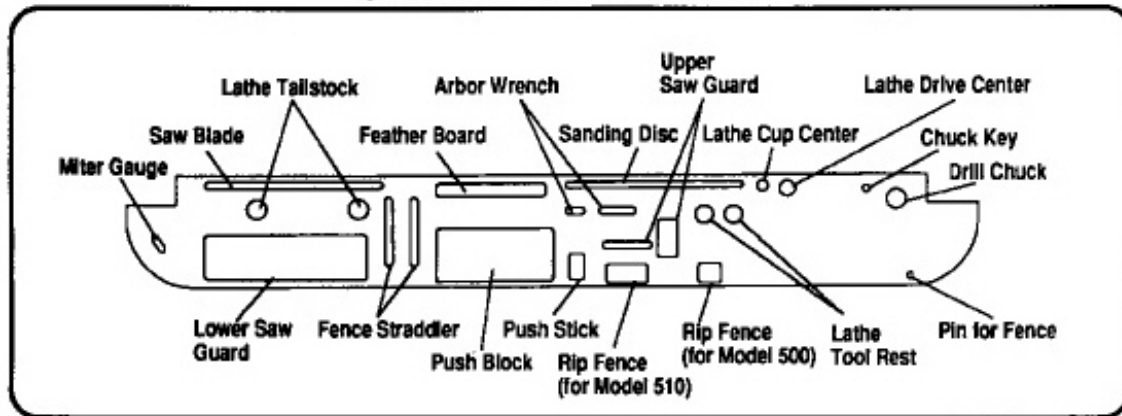 Upper
Saw Guard
Lathe Tailstock
Arbor Wrench
Lathe Drive Center
Saw Blade
Feather Board
Sanding Disc
Lathe Cup Center
Chuck Key
Miter Gauge
Drill Chuck
Lower Saw
Guard
Fence Straddler
Push Block
Push Stick
Rip Fence
(for Model 510)
Rip Fence
(for Model 500)
Lathe
Tool Rest
Pin for Fence